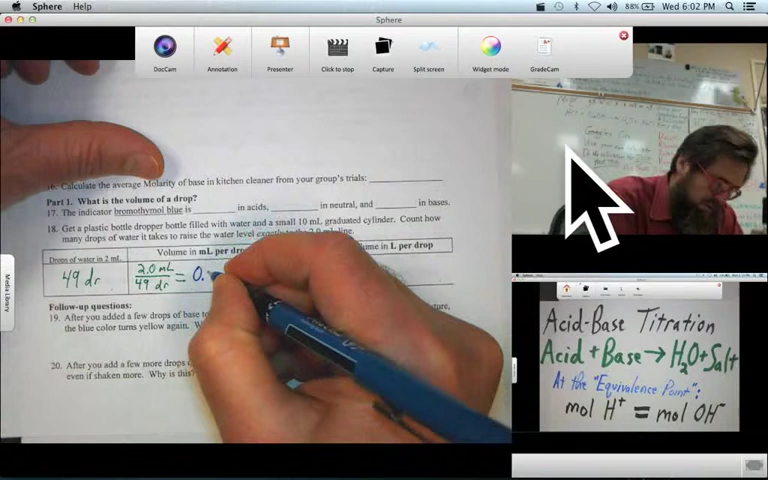 Sphere Help
88% Wed 6:02 PM
Sphere
DocCam Annotation Presenter Click to stop Capture Split screen Widget mode GradeCam
Media Library
16. Calculate the average Molarity of base in kitchen cleaner from your group's trials:
Part 1. What is the volume of a drop?
17. The indicator bromothymol blue is in acids, in neutral, and in bases.
18. Get a plastic bottle dropper bottle filled with water and a small 10 mL graduated cylinder. Count how
many drops of water it takes to raise the water level exactly line.
Drops of water in 2 mL Volume in mL per in L per drop
49 dr 2.0 mL
49 dr = 0.
Follow-up questions:
19. After you added a few drops of base
the blue color turns yellow again.
20. After you add a few more drops
even if shaken more. Why is this?
Acid-Base Titration
Acid + Base → H2O + Salt
At the "Equivalence Point":
mol H+ = mol OH-